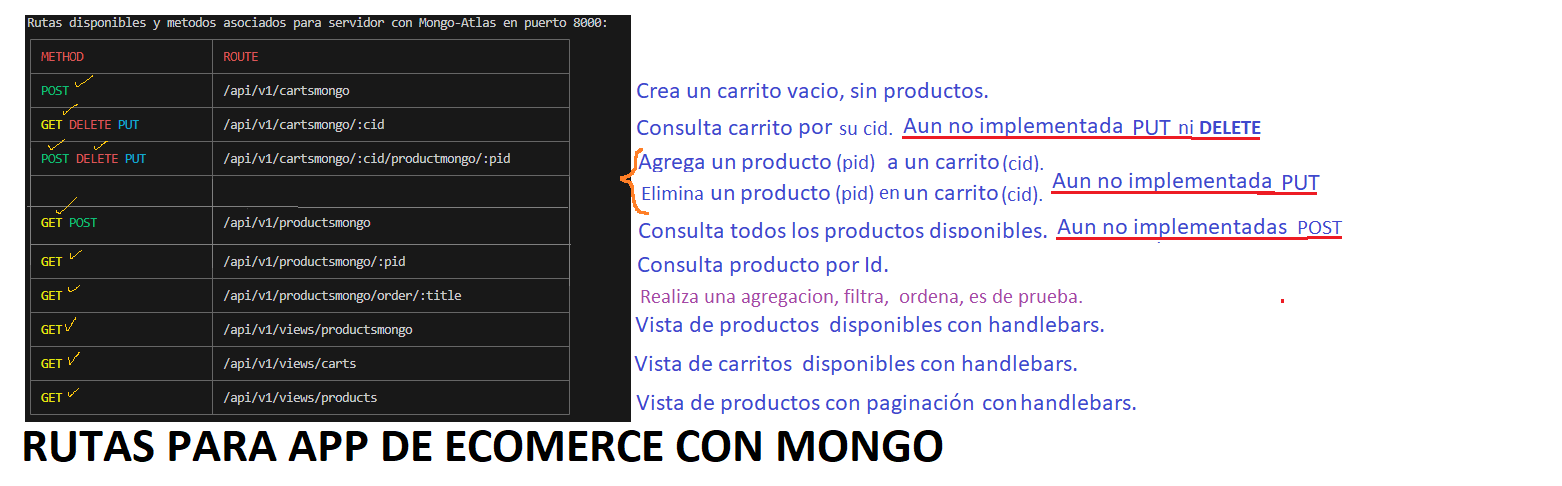 Rutas disponibles y metodos asociados para servidor con Mongo-Atlas en puerto 8000:
METHOD ROUTE
POST /api/v1/cartsmongo Crea un carrito vacio, sin productos.
GET DELETE PUT /api/v1/cartsmongo/:cid Consulta carrito por su cid. Aun no implementada PUT ni DELETE
POST DELETE PUT /api/v1/cartsmongo/:cid/productmongo/:pid Agrega un producto (pid) a un carrito (cid).
Elimina un producto (pid) en un carrito (cid). Aun no implementada PUT
GET POST /api/v1/productsmongo Consulta todos los productos disponibles. Aun no implementadas POST
GET /api/v1/productsmongo/:pid Consulta producto por Id.
GET /api/v1/productsmongo/order/:title Realiza una agregacion, filtra, ordena, es de prueba.
GET /api/v1/views/productsmongo Vista de productos disponibles con handlebars.
GET /api/v1/views/carts Vista de carritos disponibles con handlebars.
GET /api/v1/views/products Vista de productos con paginación con handlebars.
RUTAS PARA APP DE ECOMERCE CON MONGO